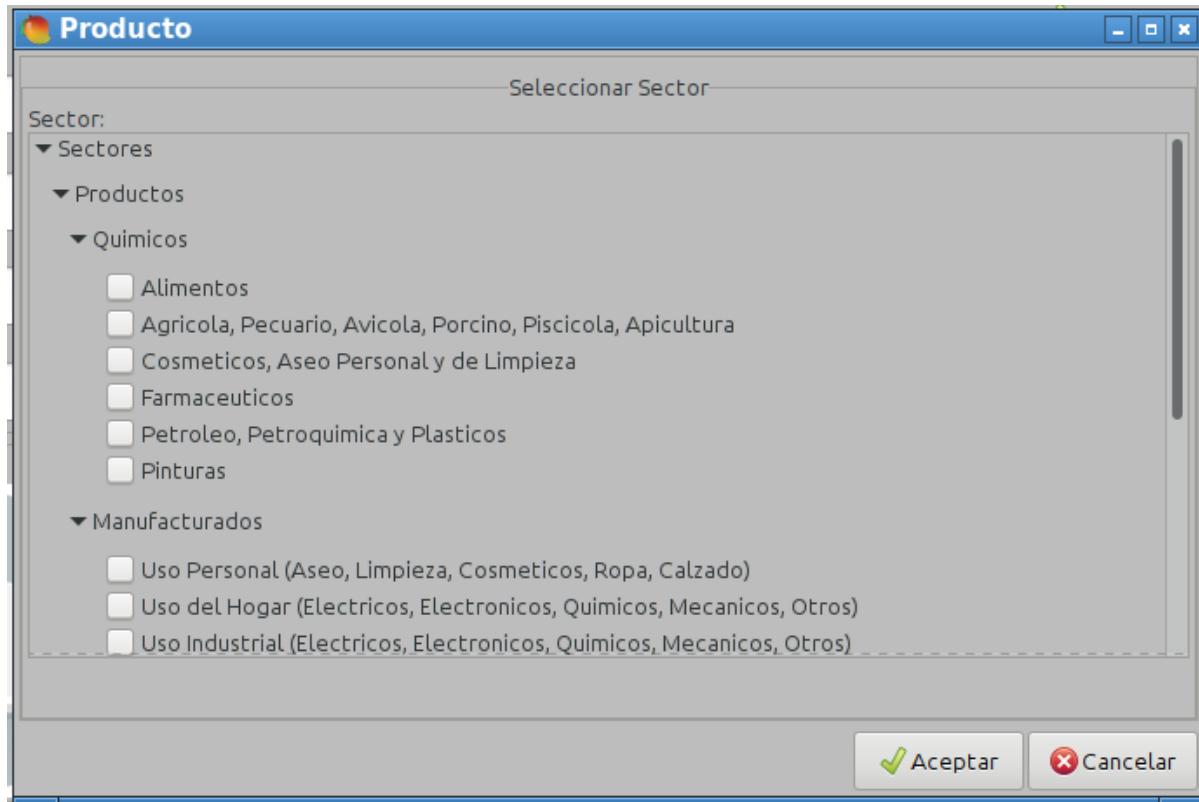 Producto
Seleccionar Sector
Sector:
Sectores
Productos
Quimicos
Alimentos
Agricola, Pecuario, Avicola, Porcino, Piscicola, Apicultura
Cosmeticos, Aseo Personal y de Limpieza
Farmaceuticos
Petroleo, Petroquimica y Plasticos
Pinturas
Manufacturados
Uso Personal (Aseo, Limpieza, Cosmeticos, Ropa, Calzado)
Uso del Hogar (Electricos, Electronicos, Quimicos, Mecanicos, Otros)
Uso Industrial (Electricos, Electronicos, Quimicos, Mecanicos, Otros)
Aceptar Cancelar